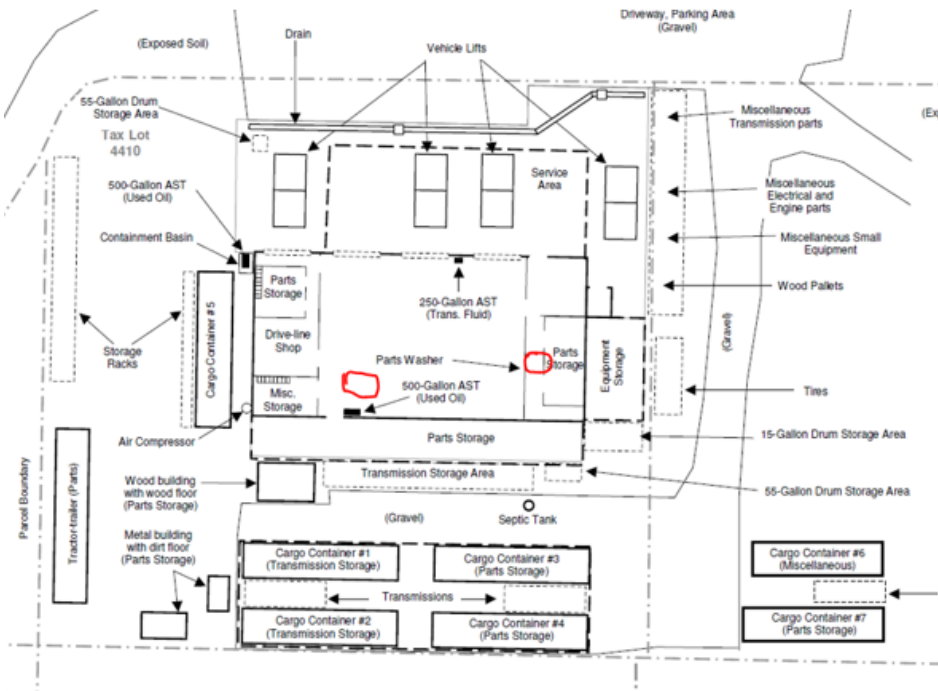 Driveway, Parking Area
(Gravel)
Drain
(Exposed Soil)
Vehicle Lifts
55-Gallon Drum
Storage Area
Tax Lot
4410
Miscellaneous
Transmission parts
(Ex
500-Gallon AST
(Used Oil)
Service
Area
Miscellaneous
Electrical and
Engine parts
Containment Basin
Miscellaneous Small
Equipment
Parts
Storage
Wood Pallets
250-Gallon AST
(Trans. Fluid)
Cargo Container #5
Drive-line
Shop
(Gravel)
Storage
Racks
Parts Washer
Parts
Storage
Equipment
Storage
500-Gallon AST
(Used Oil)
Misc.
Storage
Tires
Air Compressor
Parts Storage
15-Gallon Drum Storage Area
Transmission Storage Area
Wood building
with wood floor
(Parts Storage)
55-Gallon Drum Storage Area
Parcel Boundary
Tractor-trailer (Parts)
(Gravel)
Septic Tank
Metal building
with dirt floor
(Parts Storage)
Cargo Container #1
(Transmission Storage)
Cargo Container #3
(Parts Storage)
Cargo Container #6
(Miscellaneous)
Transmissions
Cargo Container #2
(Transmission Storage)
Cargo Container #4
(Parts Storage)
Cargo Container #7
(Parts Storage)